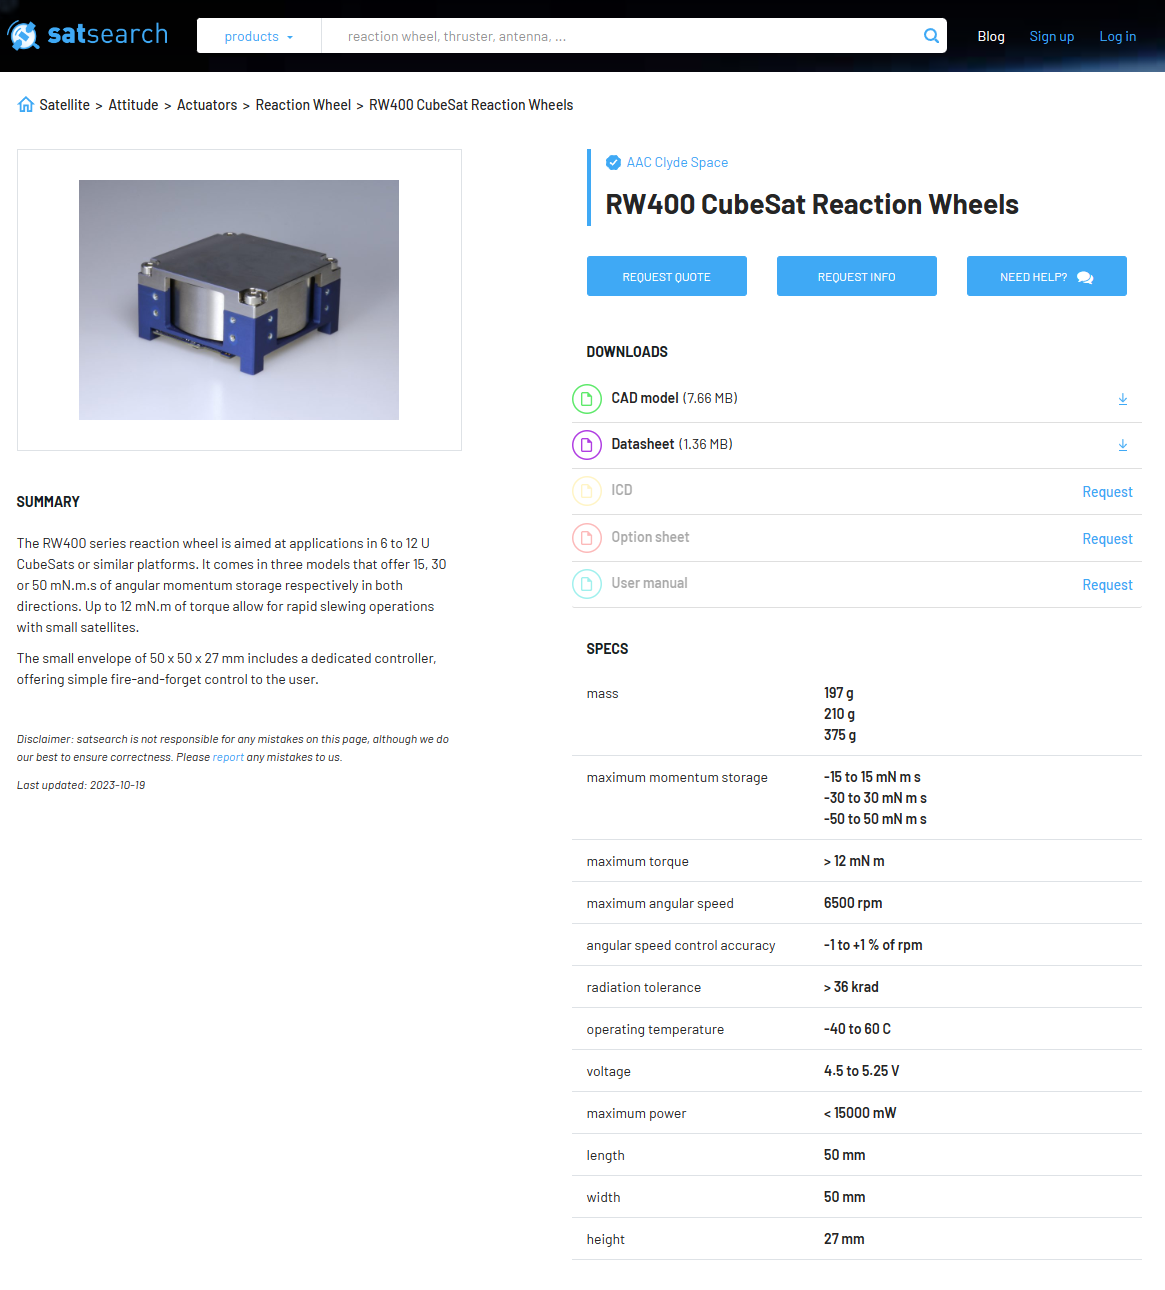 satsearch
products
reaction wheel, thruster, antenna, ...
Blog
Sign up
Log in
Satellite > Attitude > Actuators > Reaction Wheel > RW400 CubeSat Reaction Wheels
AAC Clyde Space
RW400 CubeSat Reaction Wheels
REQUEST QUOTE
REQUEST INFO
NEED HELP?
SUMMARY
The RW400 series reaction wheel is aimed at applications in 6 to 12 U
CubeSats or similar platforms. It comes in three models that offer 15, 30
or 50 mN.m.s of angular momentum storage respectively in both
directions. Up to 12 mN.m of torque allow for rapid slewing operations
with small satellites.
The small envelope of 50 x 50 x 27 mm includes a dedicated controller,
offering simple fire-and-forget control to the user.
Disclaimer: satsearch is not responsible for any mistakes on this page, although we do
our best to ensure correctness. Please report any mistakes to us.
Last updated: 2023-10-19
DOWNLOADS
CAD model (7.66 MB)
Datasheet (1.36 MB)
ICD Request
Option sheet Request
User manual Request
SPECS
mass 197 g
210 g
375 g
maximum momentum storage -15 to 15 mN m s
-30 to 30 mN m s
-50 to 50 mN m s
maximum torque > 12 mN m
maximum angular speed 6500 rpm
angular speed control accuracy -1 to +1 % of rpm
radiation tolerance > 36 krad
operating temperature -40 to 60 C
voltage 4.5 to 5.25 V
maximum power < 15000 mW
length 50 mm
width 50 mm
height 27 mm